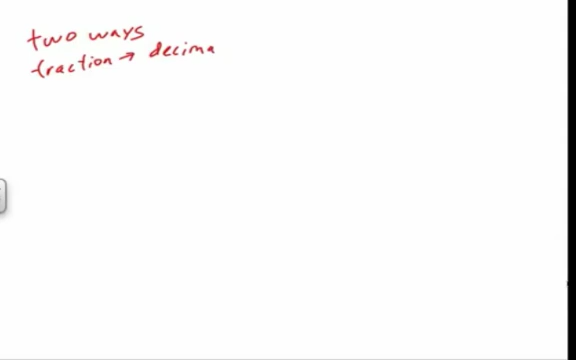 two ways
fraction → decima